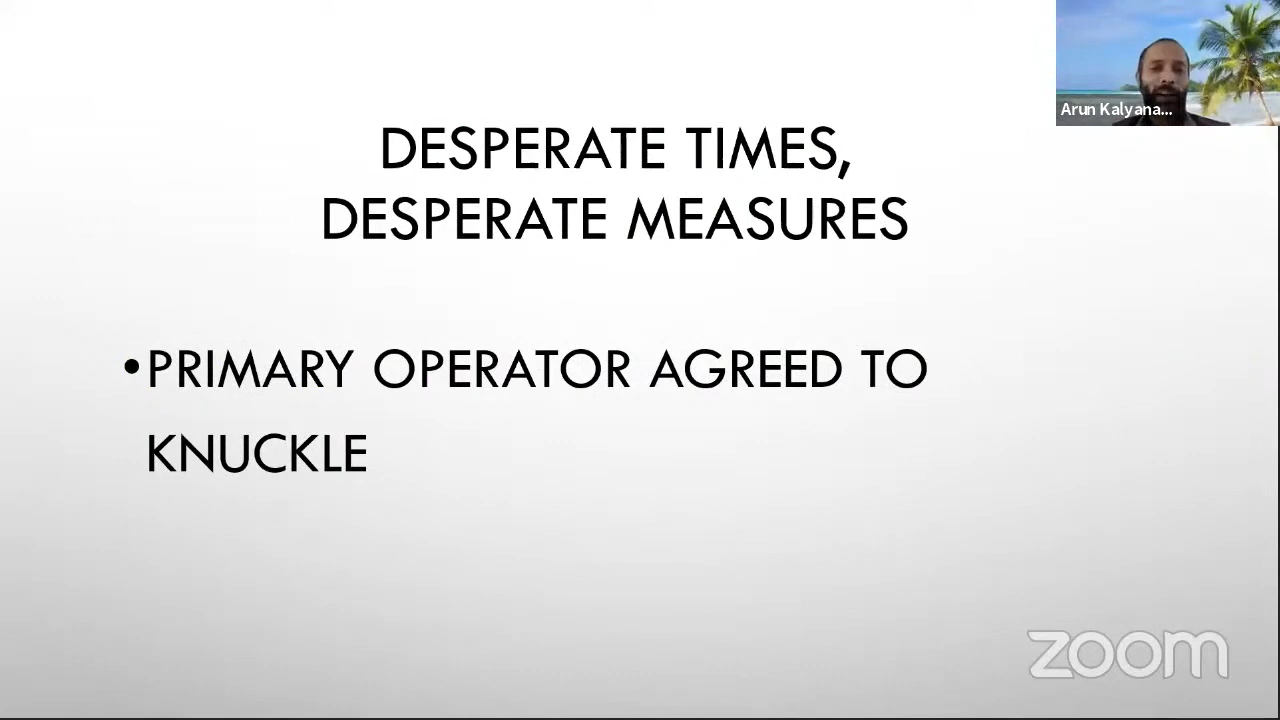 Arun Kalyana...
DESPERATE TIMES,
DESPERATE MEASURES
•PRIMARY OPERATOR AGREED TO
KNUCKLE
zoom